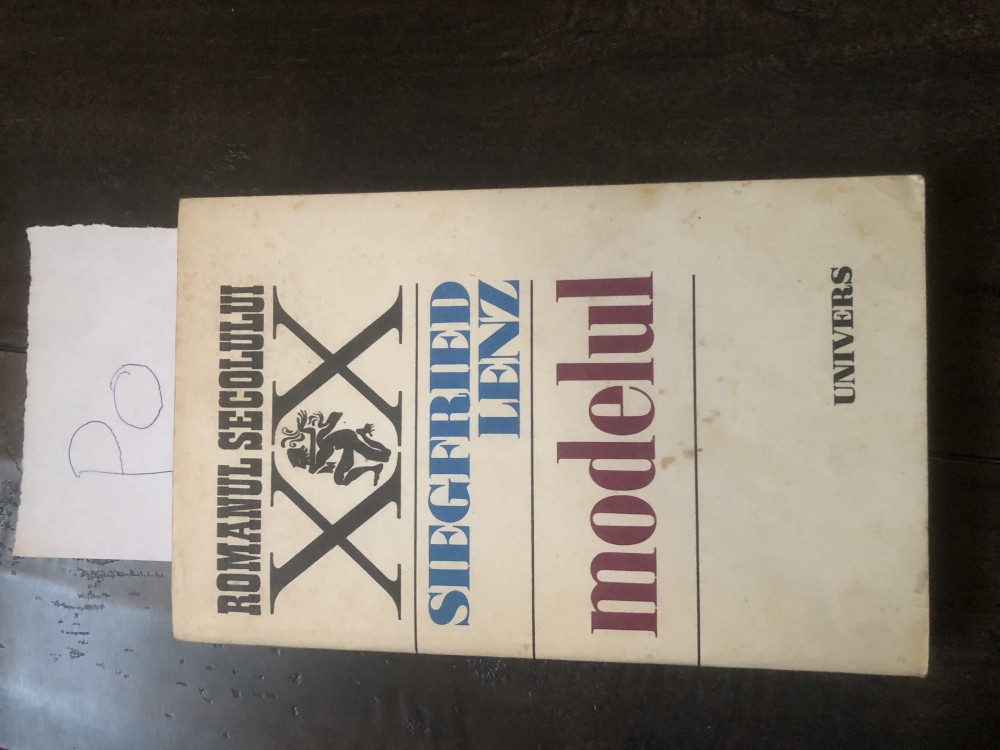 PO
ROMANUL SECOLULUI
XX
SIEGFRIED
LENZ
modelul
UNIVERS